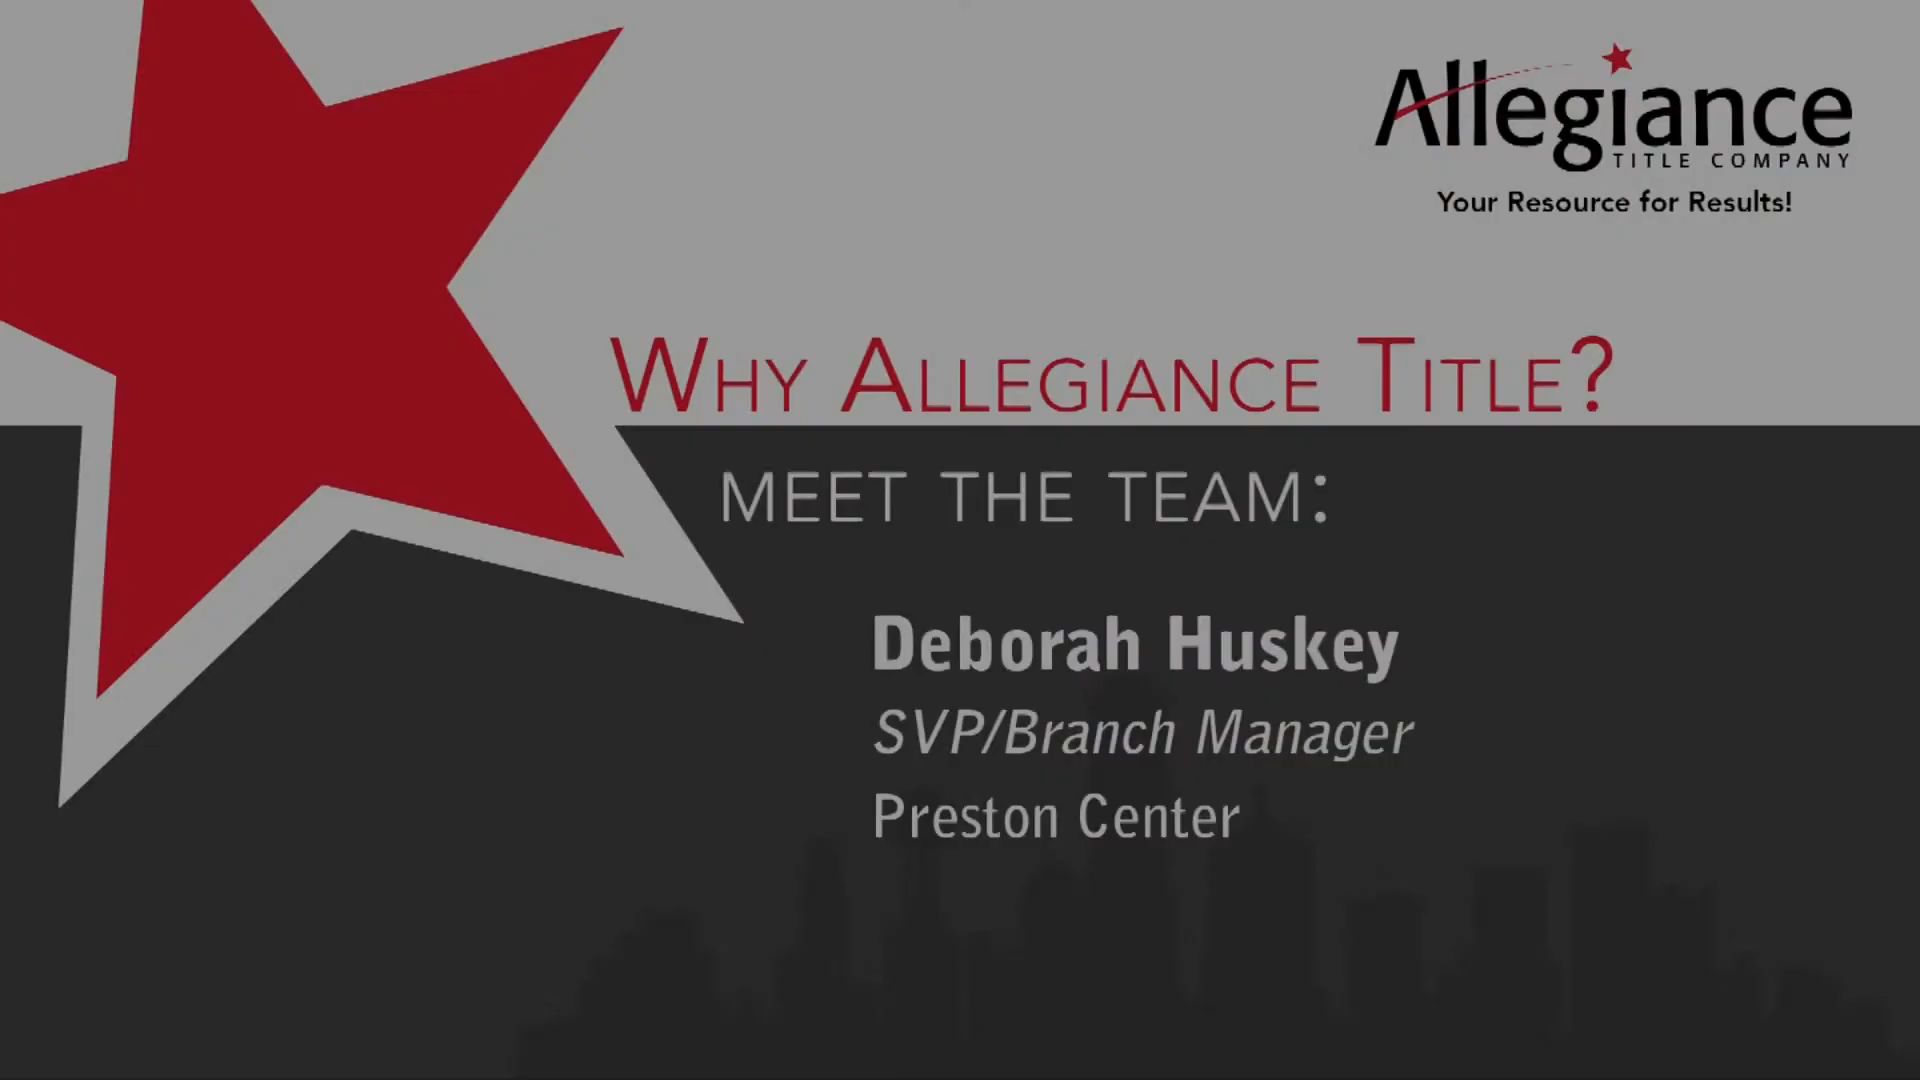 Allegiance
TITLE COMPANY
Your Resource for Results!
WHY ALLEGIANCE TITLE?
MEET THE TEAM:
Deborah Huskey
SVP/Branch Manager
Preston Center